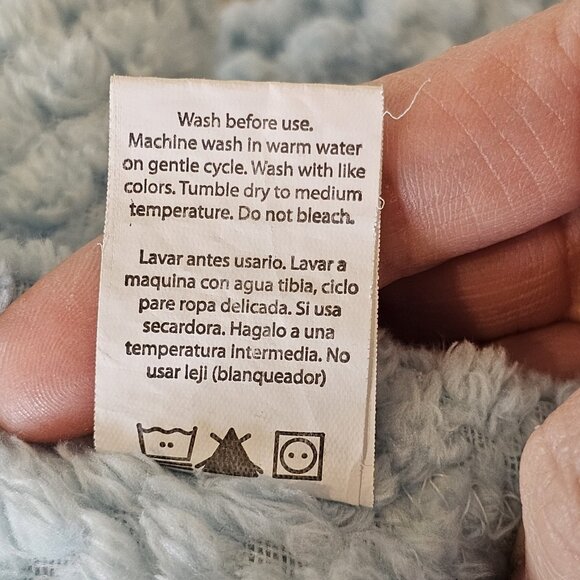 Wash before use.
Machine wash in warm water
on gentle cycle. Wash with like
colors. Tumble dry to medium
temperature. Do not bleach.
Lavar antes usario. Lavar a
maquina con agua tibia, ciclo
pare ropa delicada. Si usa
secardora. Hagalo a una
temperatura intermedia. No
usar leji (blanqueador)